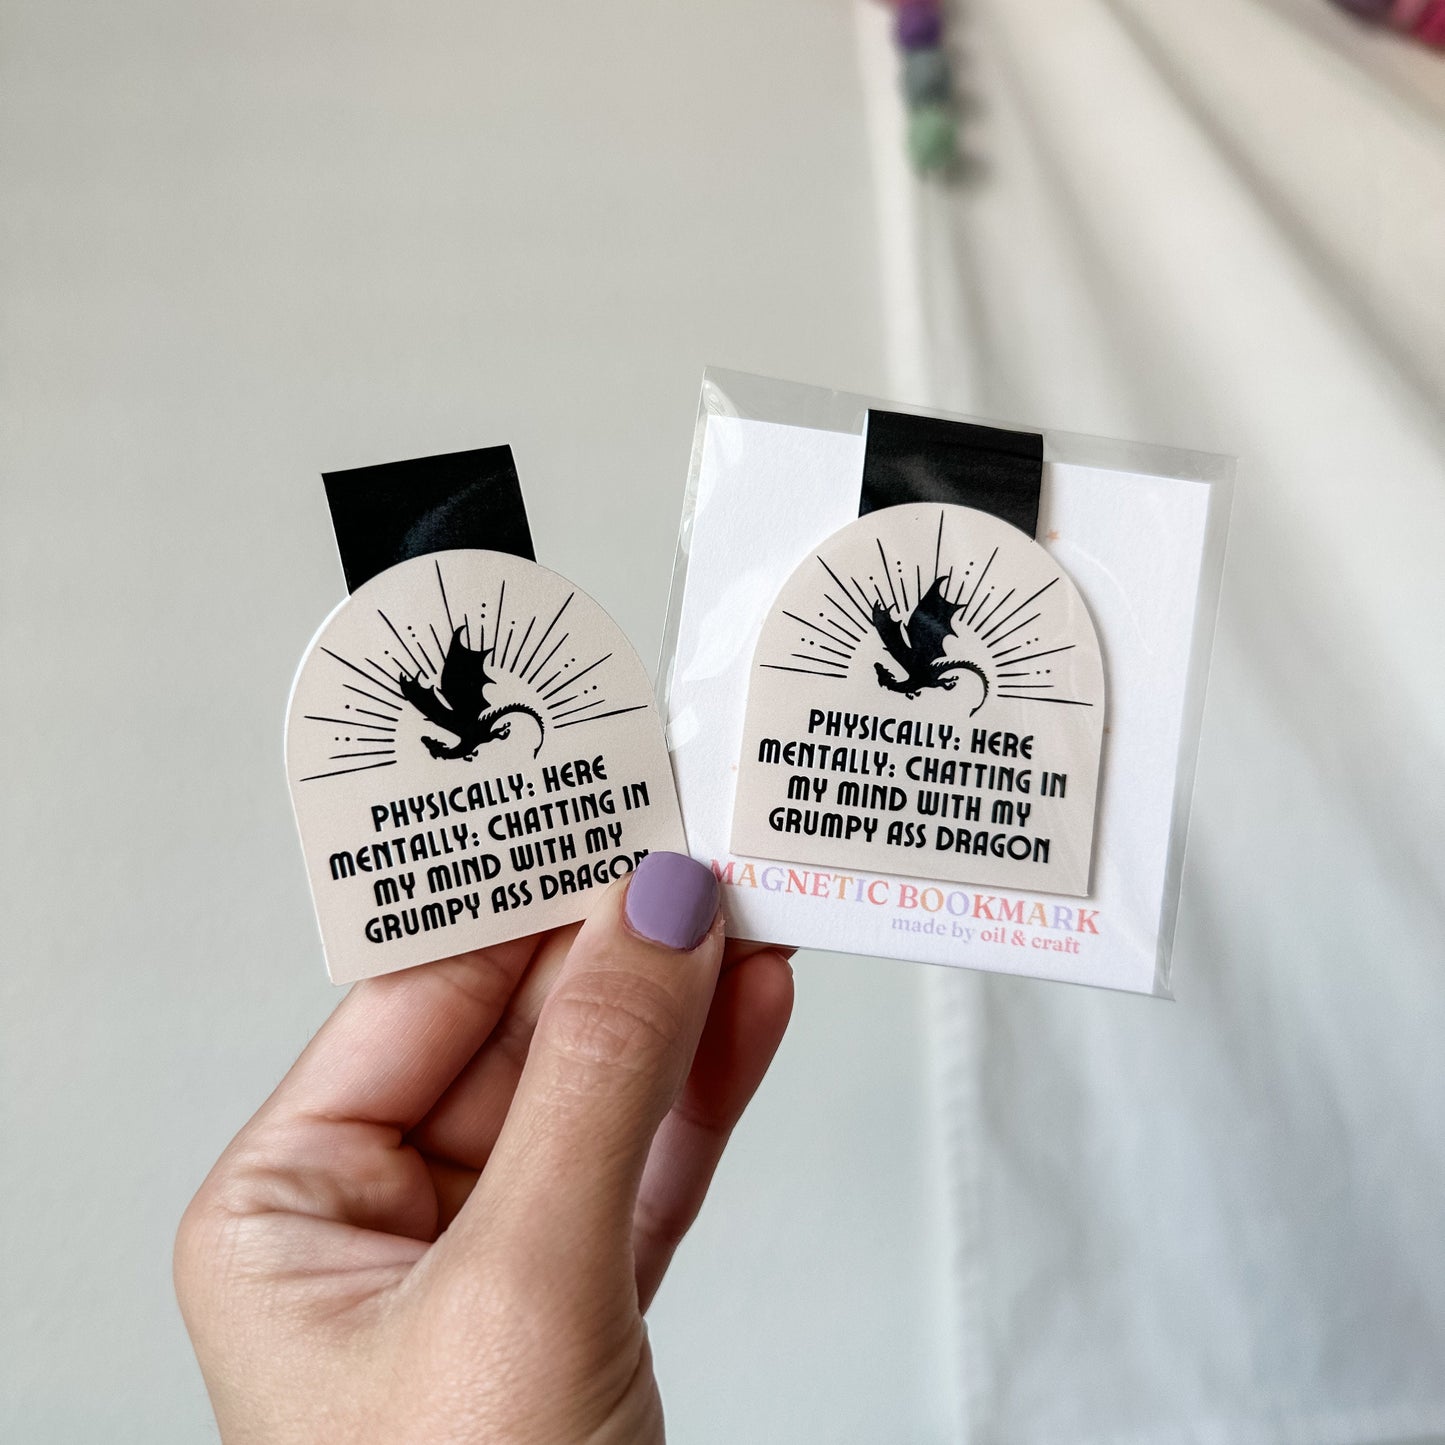 PHYSICALLY: HERE
MENTALLY: CHATTING IN
MY MIND WITH MY
GRUMPY ASS DRAGON
PHYSICALLY: HERE
MENTALLY: CHATTING IN
MY MIND WITH MY
GRUMPY ASS DRAGON
MAGNETIC BOOKMARK
made by oil & craft